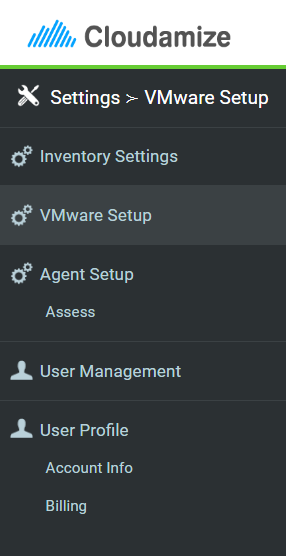 Cloudamize
Settings > VMware Setup
Inventory Settings
VMware Setup
Agent Setup
Assess
User Management
User Profile
Account Info
Billing